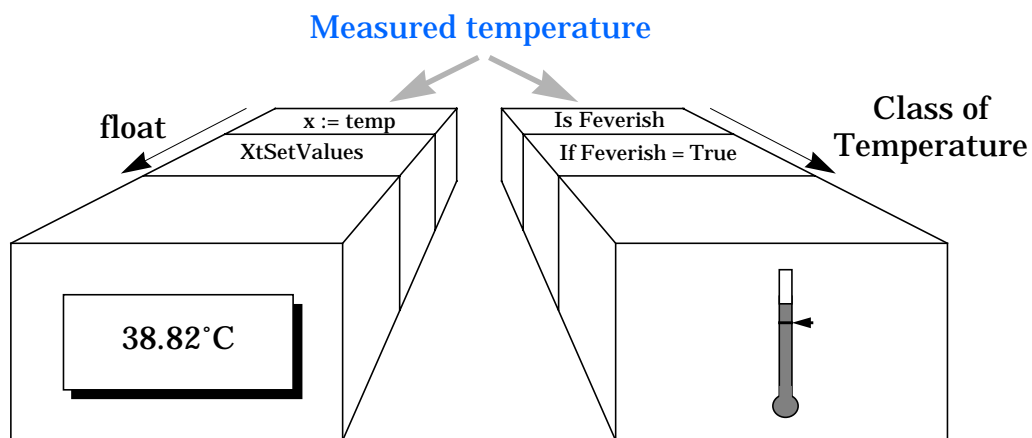 Measured temperature
float
x := temp
XtSetValues
38.82°C
Is Feverish
If Feverish = True
Class of
Temperature